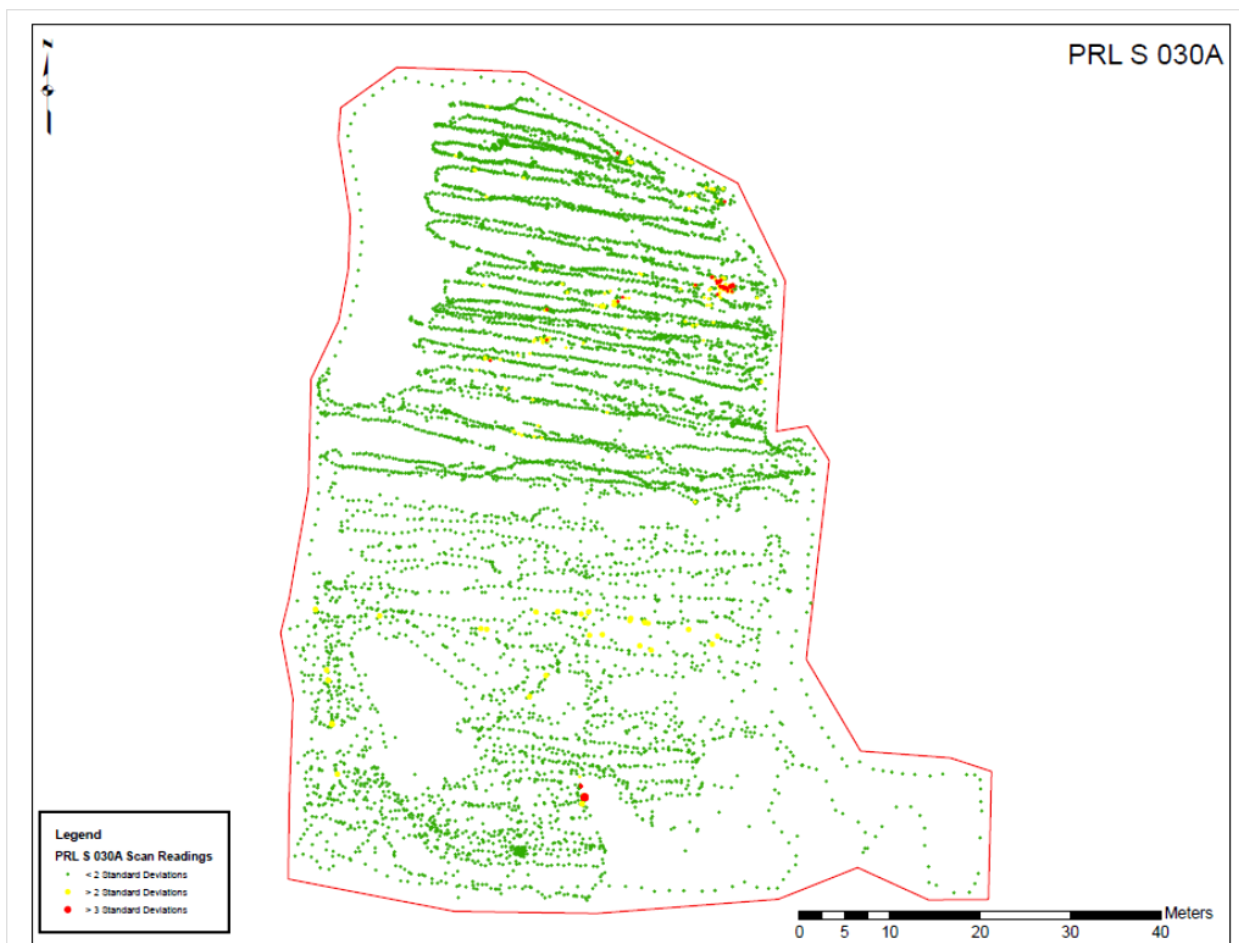 N
PRL S 030A
Legend
PRL S 030A Scan Readings
< 2 Standard Deviations
> 2 Standard Deviations
> 3 Standard Deviations
Meters
0 5 10 20 30 40